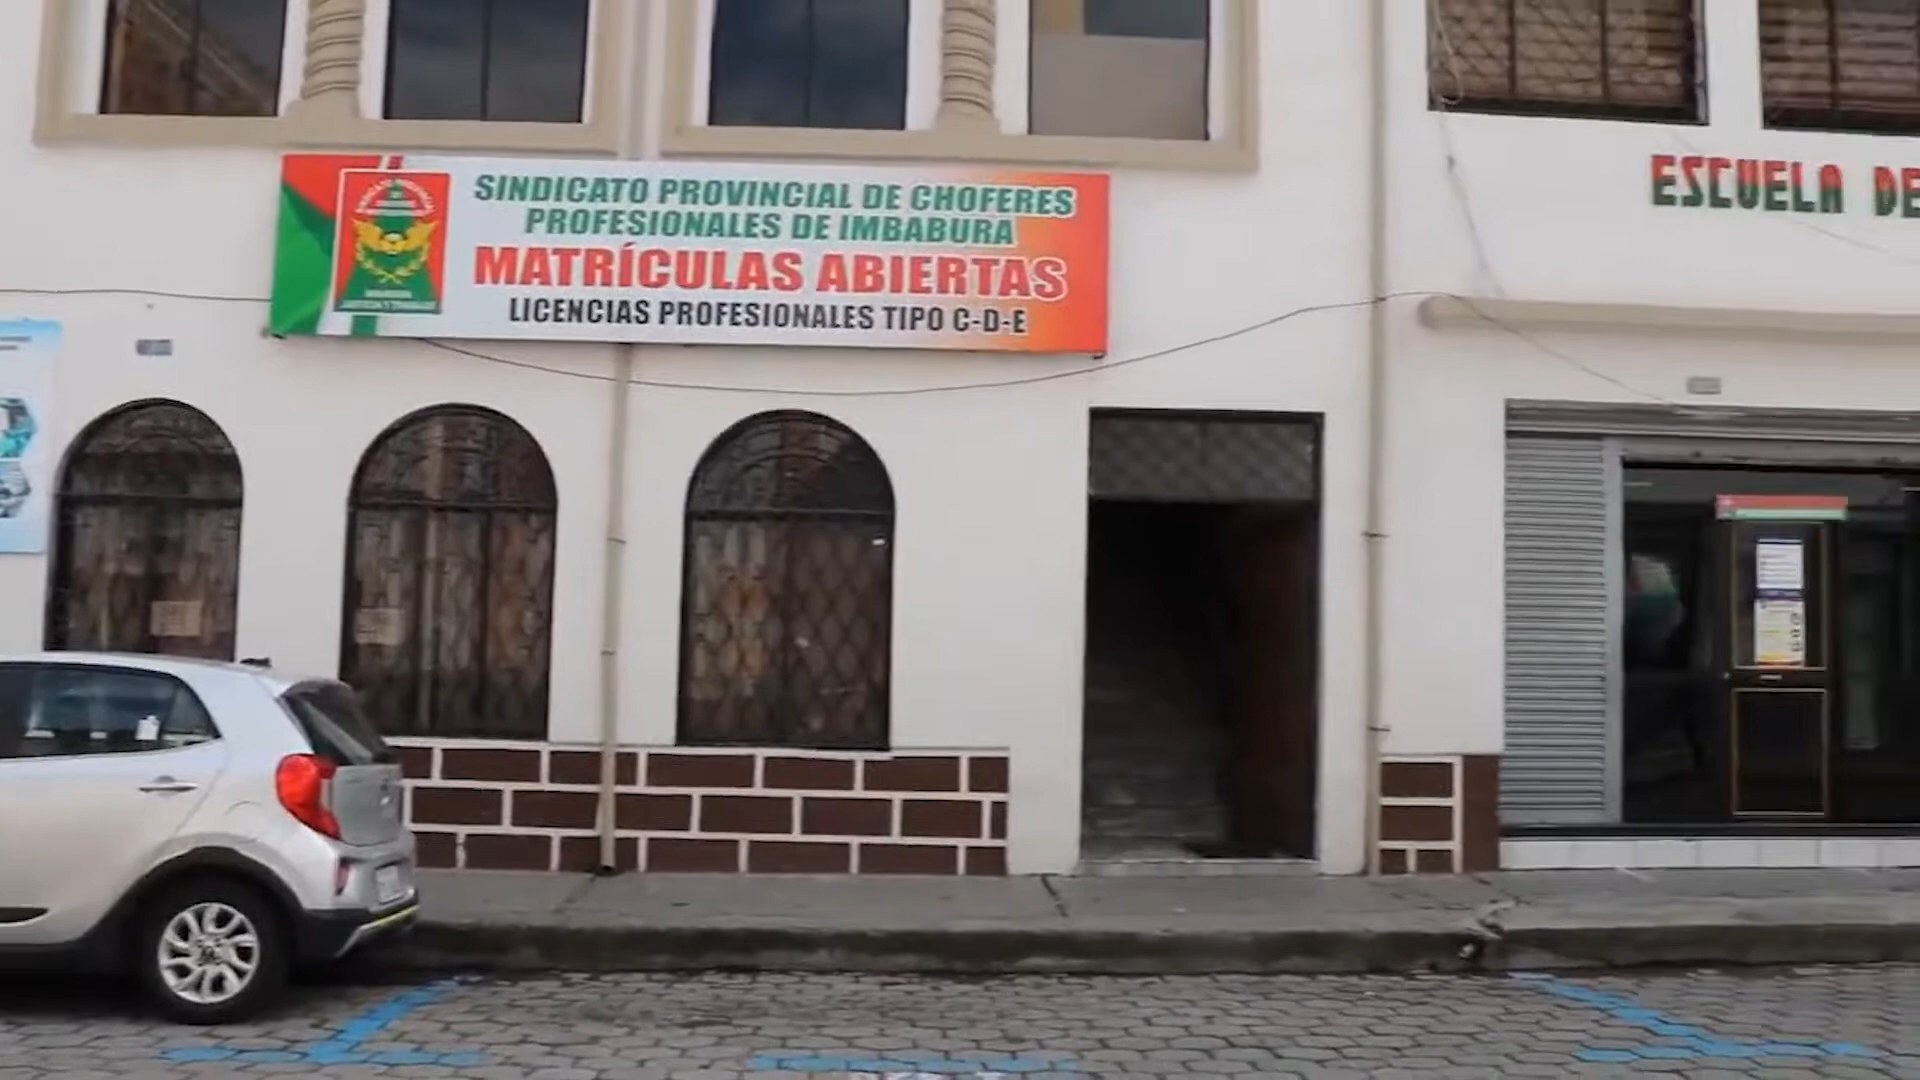 SINDICATO PROVINCIAL DE CHOFERES
PROFESIONALES DE IMBABURA
MATRÍCULAS ABIERTAS
LICENCIAS PROFESIONALES TIPO C-D-E
ESCUELA DE